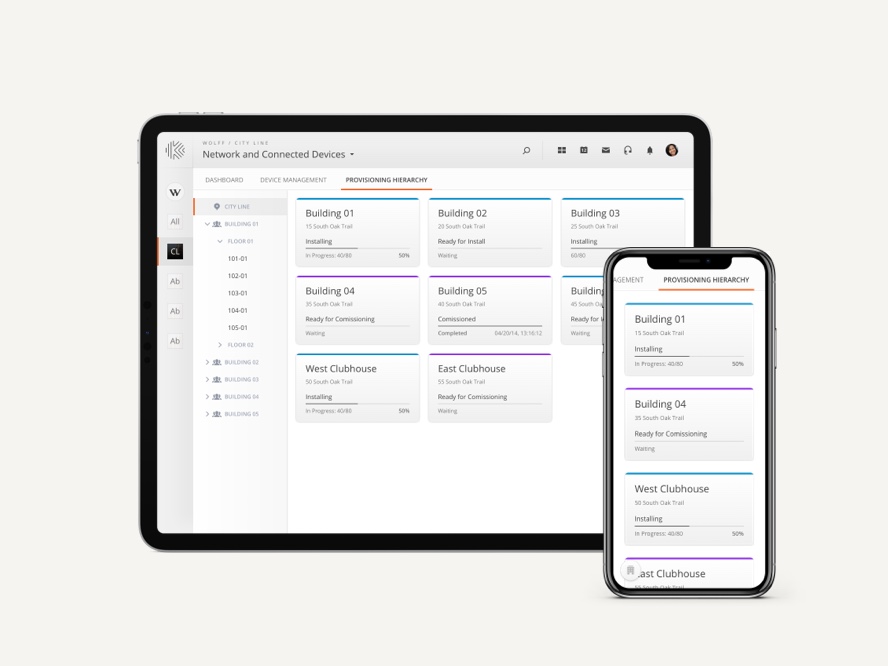 WOLFF / CITY LINE
Network and Connected Devices
DASHBOARD
DEVICE MANAGEMENT
PROVISIONING HIERARCHY
W
All
CL
Ab
Ab
Ab
CITY LINE
BUILDING 01
FLOOR 01
101-01
102-01
103-01
104-01
105-01
FLOOR 02
BUILDING 02
BUILDING 03
BUILDING 04
BUILDING 05
Building 01
15 South Oak Trail
Installing
In Progress: 40/80 50%
Building 02
20 South Oak Trail
Ready for Install
Waiting
Building 03
25 South Oak Trail
Installing
60/80
Building 04
35 South Oak Trail
Ready for Comissioning
Waiting
Building 05
40 South Oak Trail
Comissioned
Completed 04/20/14, 13:16:12
Building
45 South
Ready for
Waiting
West Clubhouse
50 South Oak Trail
Installing
In Progress: 40/80 50%
East Clubhouse
55 South Oak Trail
Ready for Comissioning
Waiting
AGEMENT
PROVISIONING HIERARCHY
Building 01
15 South Oak Trail
Installing
In Progress: 40/80 50%
Building 04
35 South Oak Trail
Ready for Comissioning
Waiting
West Clubhouse
50 South Oak Trail
Installing
In Progress: 40/80 50%
East Clubhouse
55 South Oak Trail